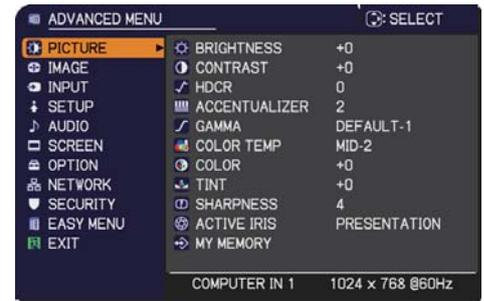 ADVANCED MENU : SELECT
PICTURE BRIGHTNESS +0
IMAGE CONTRAST +0
INPUT HDCR 0
SETUP ACCENTUALIZER 2
AUDIO GAMMA DEFAULT-1
SCREEN COLOR TEMP MID-2
OPTION COLOR +0
NETWORK TINT +0
SECURITY SHARPNESS 4
EASY MENU ACTIVE IRIS PRESENTATION
EXIT MY MEMORY
COMPUTER IN 1 1024 x 768 @60Hz